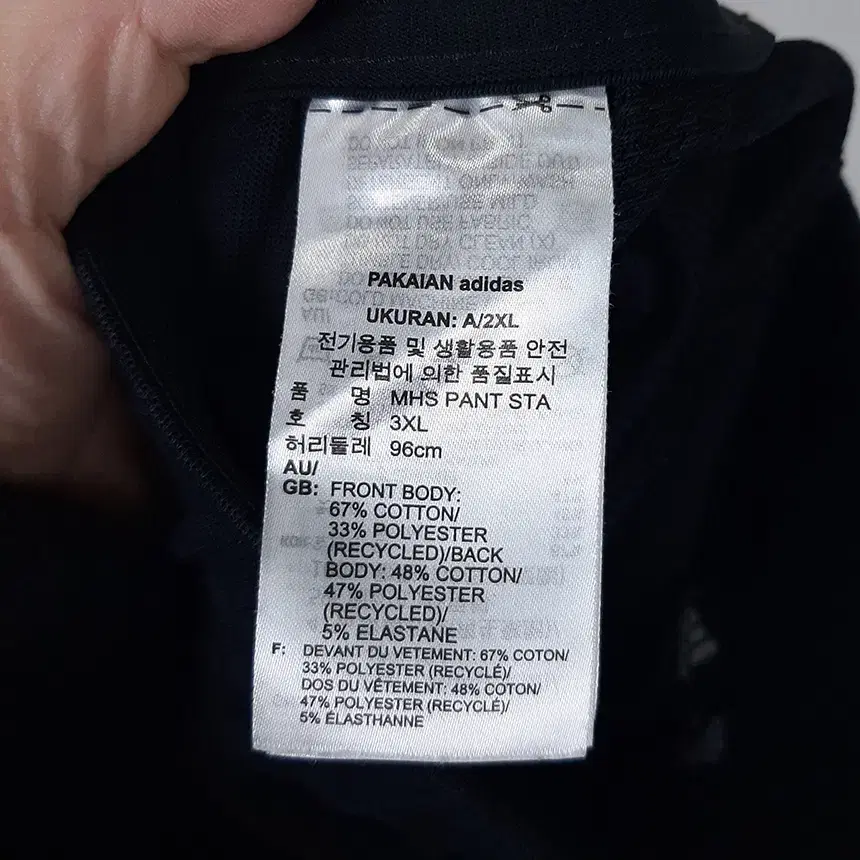 PAKAIAN adidas
UKURAN: A/2XL
전기용품 및 생활용품 안전
관리법에 의한 품질표시
품 명 MHS PANT STA
호 칭 3XL
허리둘레 96cm
AU/
GB: FRONT BODY:
67% COTTON/
33% POLYESTER
(RECYCLED)/BACK
BODY: 48% COTTON/
47% POLYESTER
(RECYCLED)/
5% ELASTANE
F: DEVANT DU VETEMENT: 67% COTON/
33% POLYESTER (RECYCLÉ)/
DOS DU VÊTEMENT: 48% COTON/
47% POLYESTER (RECYCLÉ)/
5% ÉLASTHANNE